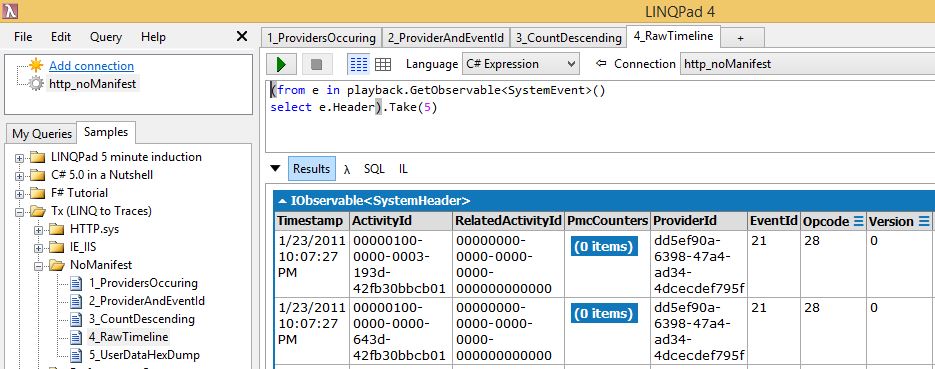 LINQPad 4
File Edit Query Help
Add connection
http_noManifest
My Queries Samples
LINQPad 5 minute induction
C# 5.0 in a Nutshell
F# Tutorial
Tx (LINQ to Traces)
HTTP.sys
IE_IIS
NoManifest
1_ProvidersOccuring
2_ProviderAndEventId
3_CountDescending
4_RawTimeline
5_UserDataHexDump
1_ProvidersOccuring 2_ProviderAndEventId 3_CountDescending 4_RawTimeline +
Language C# Expression Connection http_noManifest
(from e in playback.GetObservable<SystemEvent>()
select e.Header).Take(5)
Results λ SQL IL
IObservable<SystemHeader>
Timestamp ActivityId RelatedActivityId PmcCounters ProviderId EventId Opcode Version
1/23/2011 00000100- 00000000- (0 items) dd5ef90a- 21 28 0
10:07:27 0000-0003- 0000-0000- 6398-47a4-
PM 193d- 0000- ad34-
42fb30bbcb01 000000000000 4dcecdef795f
1/23/2011 00000100- 00000000- (0 items) dd5ef90a- 21 28 0
10:07:27 0000-0000- 0000-0000- 6398-47a4-
PM 643d- 0000- ad34-
42fb30bbcb01 000000000000 4dcecdef795f